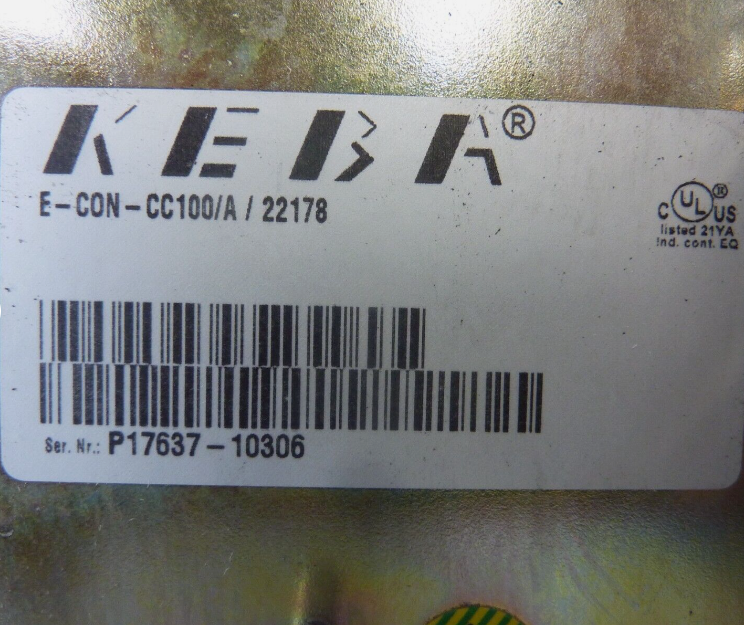 KEBA®
E-CON-CC100/A / 22178
C UL® US
listed 21YA
Ind. cont. EQ
Ser. Nr.: P17637-10306